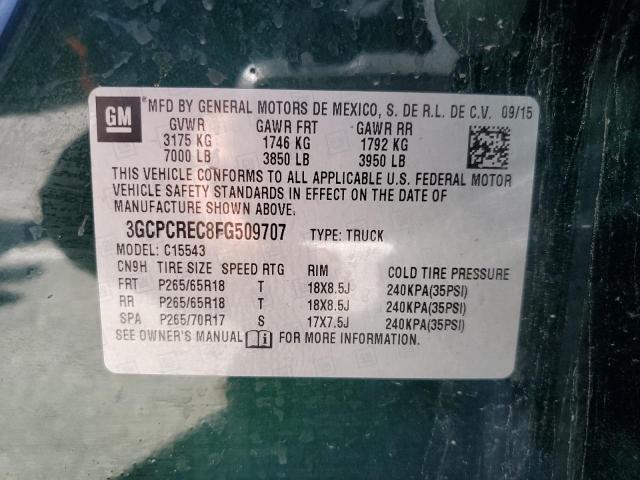 GM
*MFD BY GENERAL MOTORS DE MEXICO, S. DE R.L. DE C.V. 09/15
GVWR GAWR FRT GAWR RR
3175 KG 1746 KG 1792 KG
7000 LB 3850 LB 3950 LB
THIS VEHICLE CONFORMS TO ALL APPLICABLE U.S. FEDERAL MOTOR
VEHICLE SAFETY STANDARDS IN EFFECT ON THE DATE OF
MANUFACTURE SHOWN ABOVE.
3GCPCREC8FG509707 TYPE: TRUCK
MODEL: C15543
CN9H TIRE SIZE SPEED RTG RIM COLD TIRE PRESSURE
FRT P265/65R18 T 18X8.5J 240KPA(35PSI)
RR P265/65R18 T 18X8.5J 240KPA(35PSI)
SPA P265/70R17 S 17X7.5J 240KPA(35PSI)
SEE OWNER'S MANUAL FOR MORE INFORMATION.